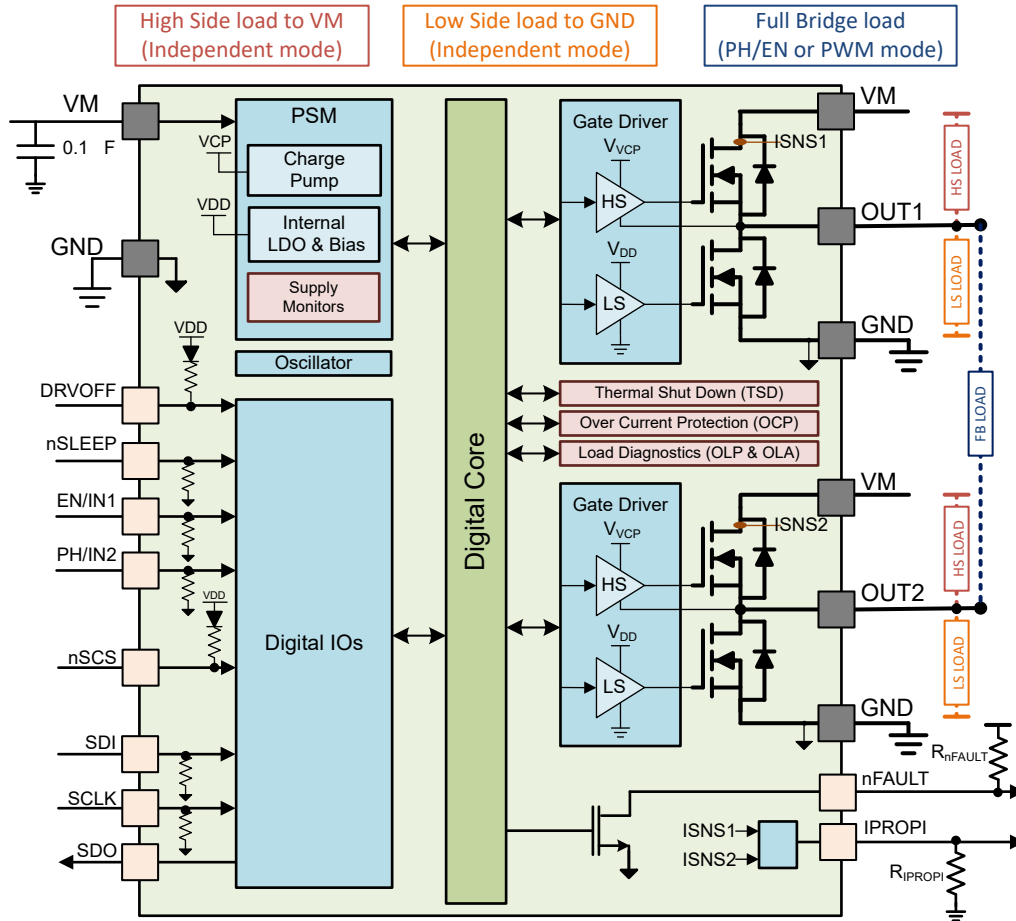 High Side load to VM
(Independent mode)
Low Side load to GND
(Independent mode)
Full Bridge load
(PH/EN or PWM mode)
VM
0.1 F
GND
PSM
VCP
Charge
Pump
VDD
Internal
LDO & Bias
Supply
Monitors
Oscillator
VDD
DRVOFF
nSLEEP
EN/IN1
PH/IN2
VDD
nSCS
SDI
SCLK
SDO
Digital IOs
Digital Core
Gate Driver
VVCP
HS
VDD
LS
ISNS1
VM
OUT1
GND
HS LOAD
LS LOAD
FB LOAD
Thermal Shut Down (TSD)
Over Current Protection (OCP)
Load Diagnostics (OLP & OLA)
Gate Driver
VVCP
HS
VDD
LS
ISNS2
VM
OUT2
GND
HS LOAD
LS LOAD
RnFAULT
nFAULT
ISNS1
ISNS2
IPROPI
RIPROPI